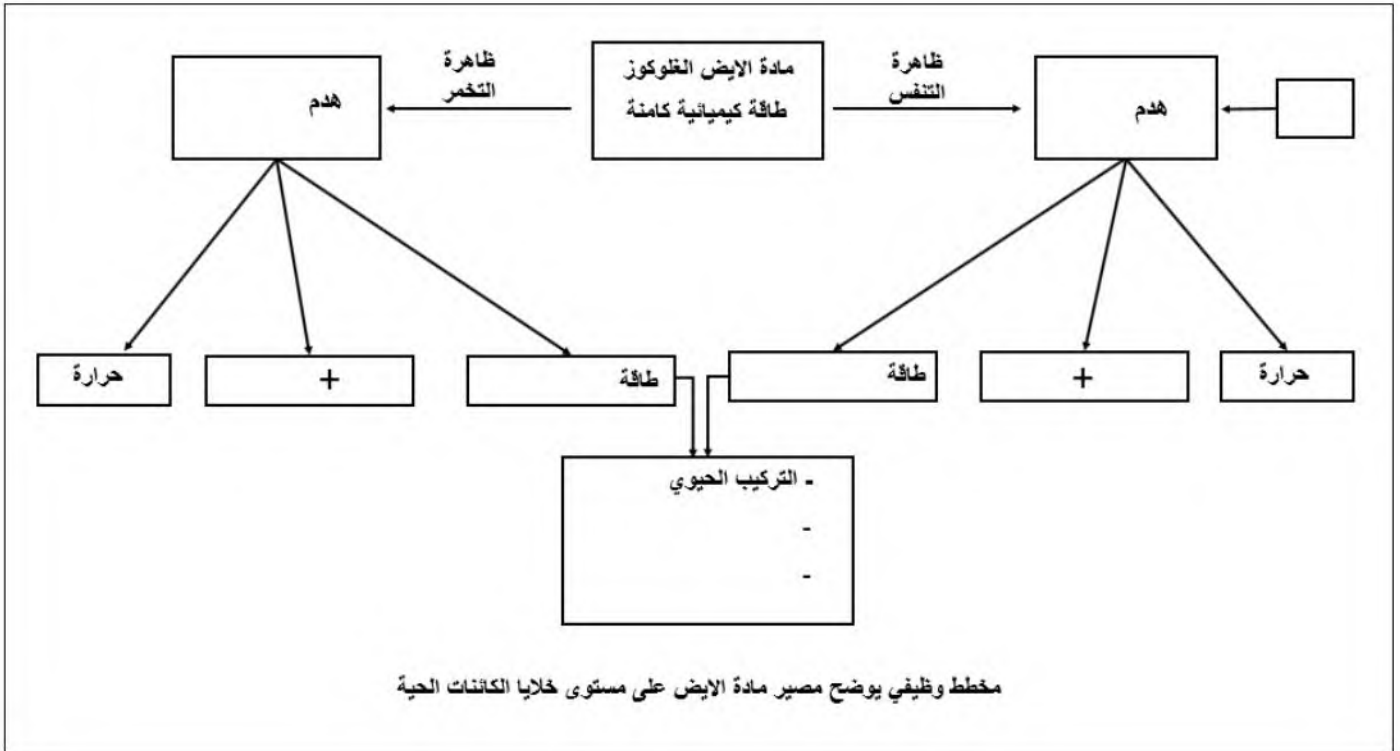 ظاهرة
التنفس
هدم
مادة الايض الغلوكوز
طاقة كيميائية كامنة
ظاهرة
التخمر
هدم
حرارة
+
طاقة
طاقة
+
حرارة
- التركيب الحيوي
-
-
مخطط وظيفي يوضح مصير مادة الايض على مستوى خلايا الكائنات الحية